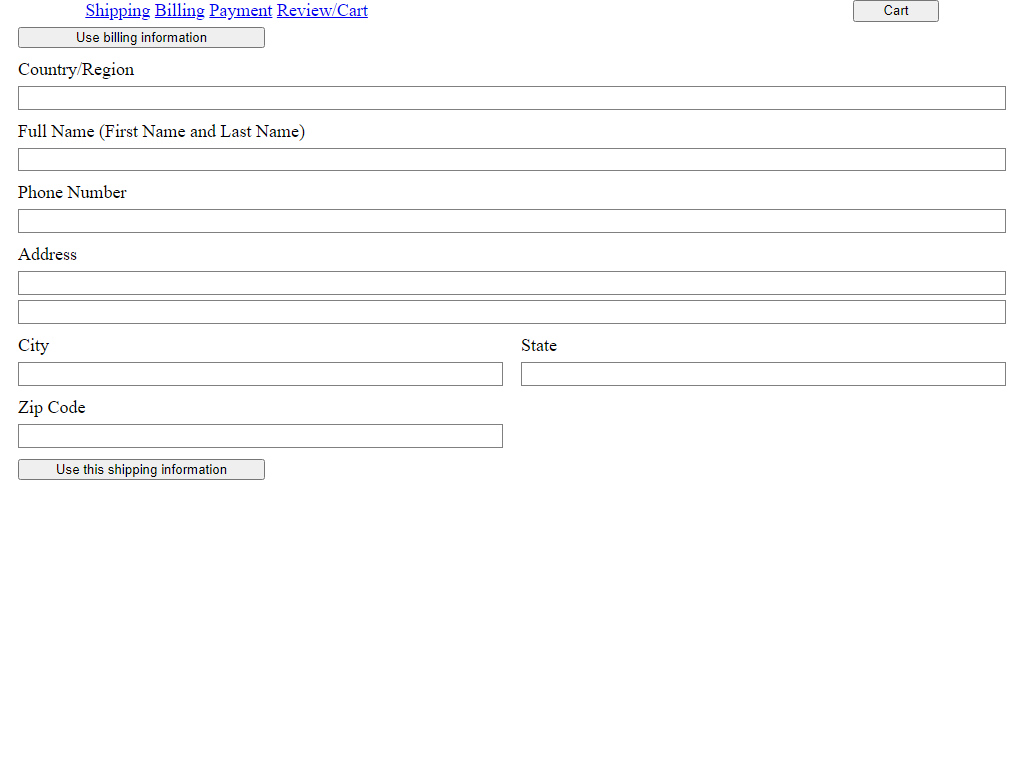 Shipping Billing Payment Review/Cart Cart
Use billing information
Country/Region
Full Name (First Name and Last Name)
Phone Number
Address
City State
Zip Code
Use this shipping information